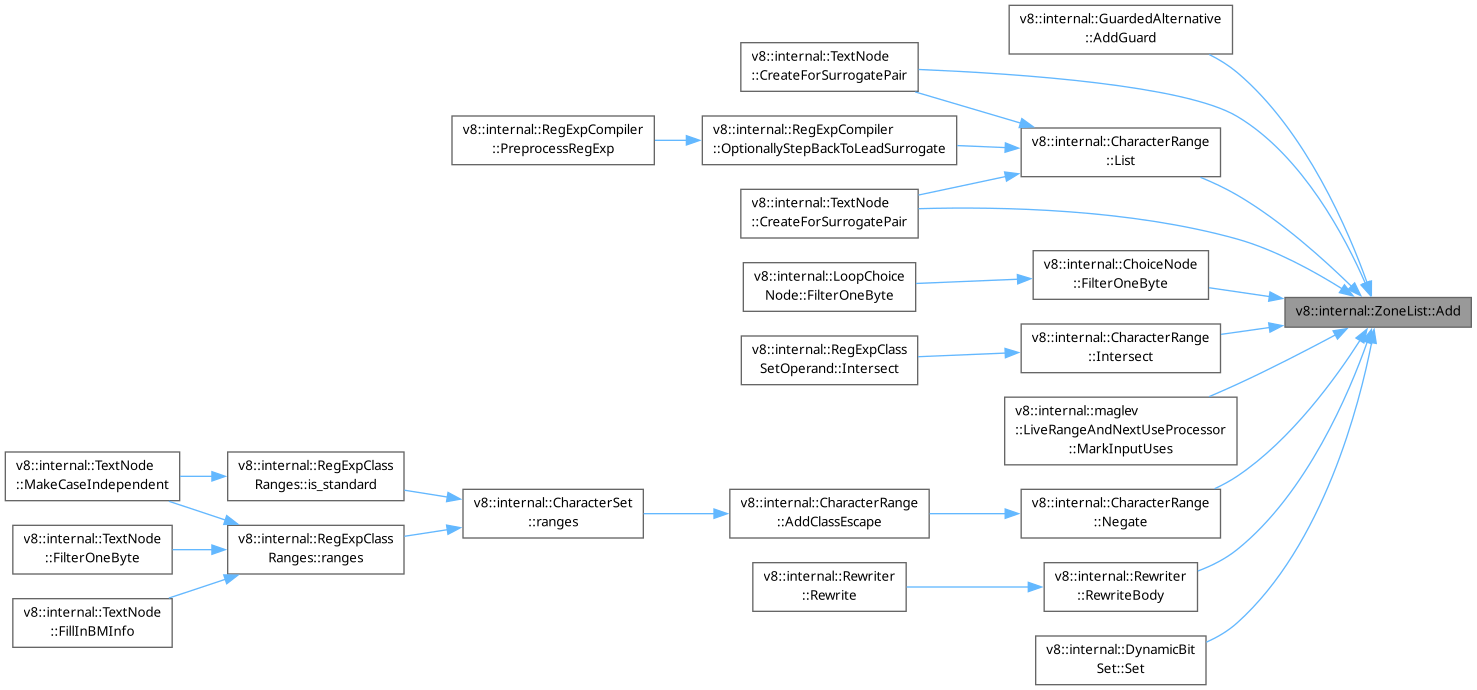 v8::internal::GuardedAlternative
::AddGuard
v8::internal::TextNode
::CreateForSurrogatePair
v8::internal::RegExpCompiler
::PreprocessRegExp
v8::internal::RegExpCompiler
::OptionallyStepBackToLeadSurrogate
v8::internal::CharacterRange
::List
v8::internal::TextNode
::CreateForSurrogatePair
v8::internal::LoopChoice
Node::FilterOneByte
v8::internal::ChoiceNode
::FilterOneByte
v8::internal::ZoneList::Add
v8::internal::RegExpClass
SetOperand::Intersect
v8::internal::CharacterRange
::Intersect
v8::internal::maglev
::LiveRangeAndNextUseProcessor
::MarkInputUses
v8::internal::TextNode
::MakeCaseIndependent
v8::internal::RegExpClass
Ranges::is_standard
v8::internal::CharacterSet
::ranges
v8::internal::CharacterRange
::AddClassEscape
v8::internal::CharacterRange
::Negate
v8::internal::TextNode
::FilterOneByte
v8::internal::RegExpClass
Ranges::ranges
v8::internal::Rewriter
::Rewrite
v8::internal::Rewriter
::RewriteBody
v8::internal::TextNode
::FillInBMInfo
v8::internal::DynamicBit
Set::Set